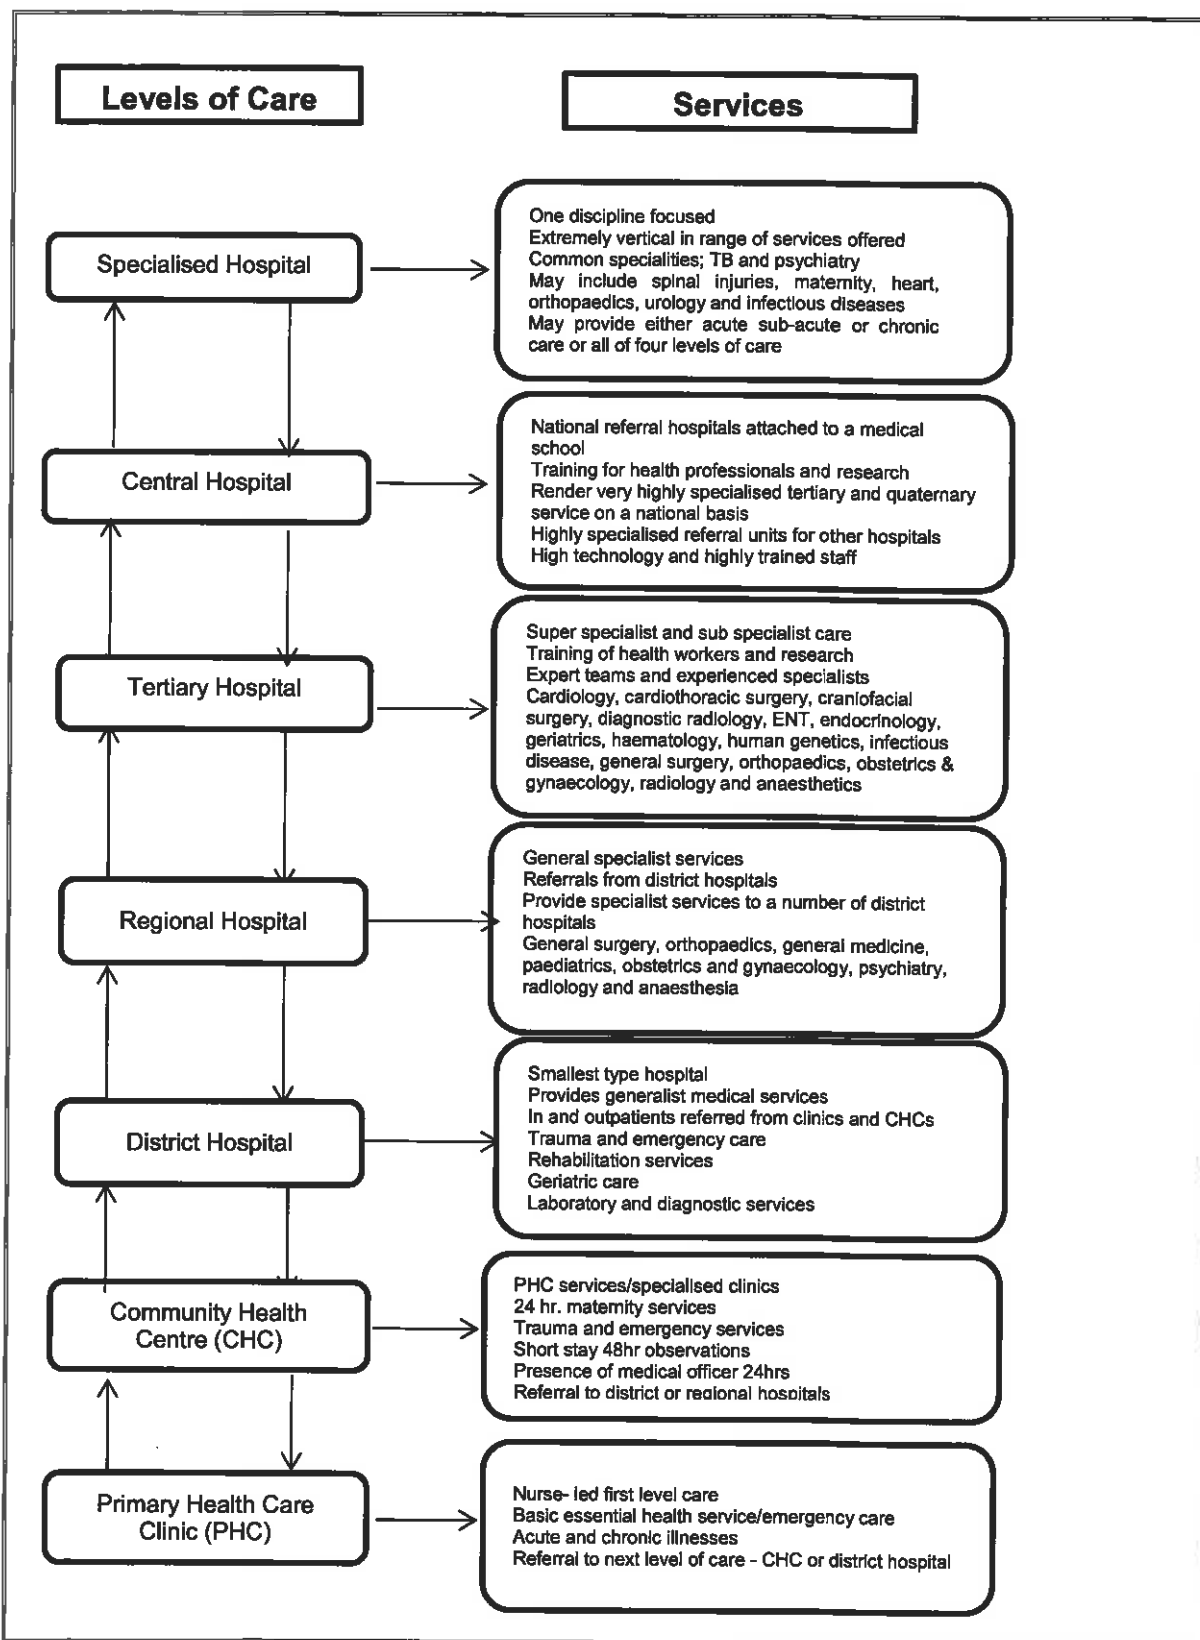 Levels of Care
Services
Specialised Hospital
One discipline focused
Extremely vertical in range of services offered
Common specialities; TB and psychiatry
May include spinal injuries, maternity, heart,
orthopaedics, urology and infectious diseases
May provide either acute sub-acute or chronic
care or all of four levels of care
Central Hospital
National referral hospitals attached to a medical
school
Training for health professionals and research
Render very highly specialised tertiary and quaternary
service on a national basis
Highly specialised referral units for other hospitals
High technology and highly trained staff
Tertiary Hospital
Super specialist and sub specialist care
Training of health workers and research
Expert teams and experienced specialists
Cardiology, cardiothoracic surgery, craniofacial
surgery, diagnostic radiology, ENT, endocrinology,
geriatrics, haematology, human genetics, infectious
disease, general surgery, orthopaedics, obstetrics &
gynaecology, radiology and anaesthetics
Regional Hospital
General specialist services
Referrals from district hospitals
Provide specialist services to a number of district
hospitals
General surgery, orthopaedics, general medicine,
paediatrics, obstetrics and gynaecology, psychiatry,
radiology and anaesthesia
District Hospital
Smallest type hospital
Provides generalist medical services
In and outpatients referred from clinics and CHCs
Trauma and emergency care
Rehabilitation services
Geriatric care
Laboratory and diagnostic services
Community Health
Centre (CHC)
PHC services/specialised clinics
24 hr. maternity services
Trauma and emergency services
Short stay 48hr observations
Presence of medical officer 24hrs
Referral to district or regional hospitals
Primary Health Care
Clinic (PHC)
Nurse- led first level care
Basic essential health service/emergency care
Acute and chronic illnesses
Referral to next level of care - CHC or district hospital